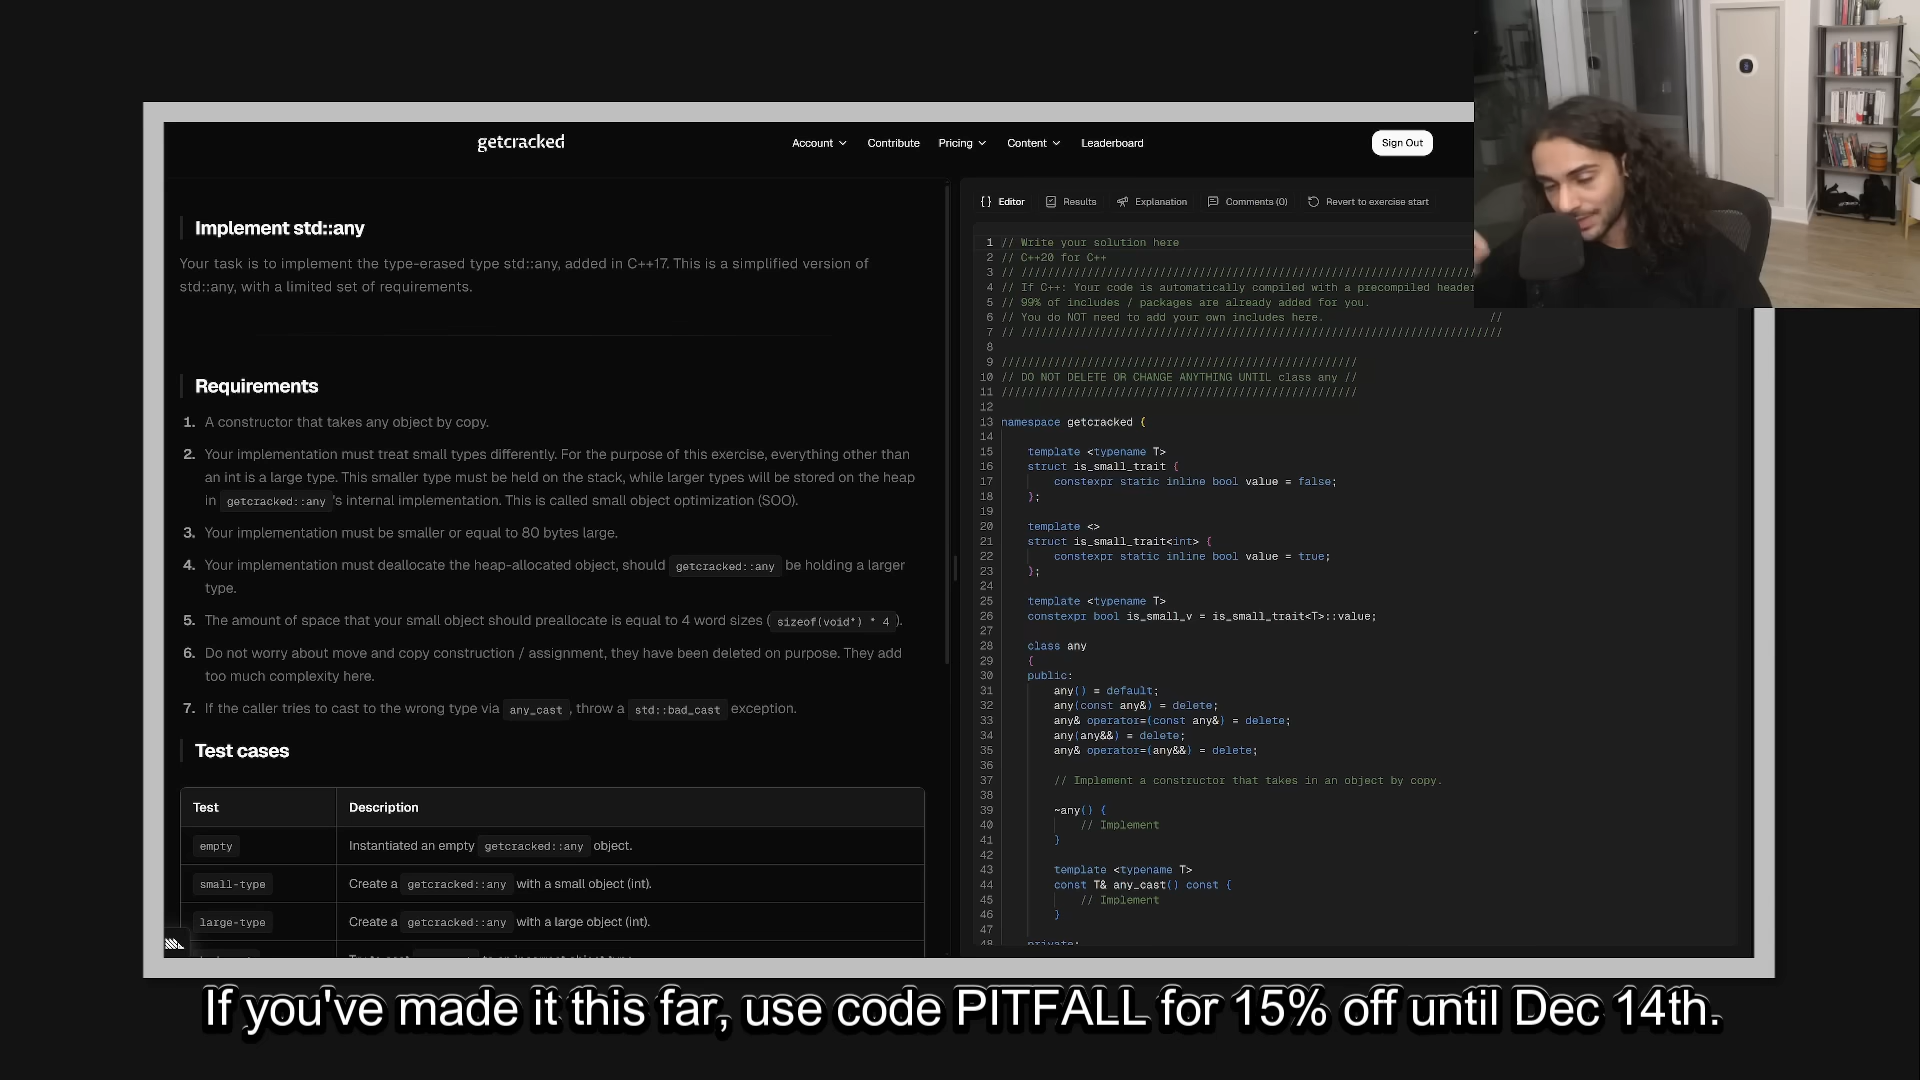 getcracked
Account
Contribute
Pricing
Content
Leaderboard
Sign Out
Implement std::any
Your task is to implement the type-erased type std::any, added in C++17. This is a simplified version of
std::any, with a limited set of requirements.
Requirements
1. A constructor that takes any object by copy.
2. Your implementation must treat small types differently. For the purpose of this exercise, everything other than
an int is a large type. This smaller type must be held on the stack, while larger types will be stored on the heap
in getcracked::any 's internal implementation. This is called small object optimization (SOO).
3. Your implementation must be smaller or equal to 80 bytes large.
4. Your implementation must deallocate the heap-allocated object, should getcracked::any be holding a larger
type.
5. The amount of space that your small object should preallocate is equal to 4 word sizes ( sizeof(void*) * 4 ).
6. Do not worry about move and copy construction / assignment, they have been deleted on purpose. They add
too much complexity here.
7. If the caller tries to cast to the wrong type via any_cast , throw a std::bad_cast exception.
Test cases
Test Description
empty Instantiated an empty getcracked::any object.
small-type Create a getcracked::any with a small object (int).
large-type Create a getcracked::any with a large object (int).
{} Editor
Results
Explanation
Comments (0)
Revert to exercise start
1 // Write your solution here
2 // C++20 for C++
3 // /////////////////////////////////////////////////////////////////////////
4 // If C++: Your code is automatically compiled with a precompiled header
5 // 99% of includes / packages are already added for you.
6 // You do NOT need to add your own includes here. //
7 // /////////////////////////////////////////////////////////////////////////
8
9 //////////////////////////////////////////////////////
10 // DO NOT DELETE OR CHANGE ANYTHING UNTIL class any //
11 //////////////////////////////////////////////////////
12
13 namespace getcracked {
14
15 template <typename T>
16 struct is_small_trait {
17 constexpr static inline bool value = false;
18 };
19
20 template <>
21 struct is_small_trait<int> {
22 constexpr static inline bool value = true;
23 };
24
25 template <typename T>
26 constexpr bool is_small_v = is_small_trait<T>::value;
27
28 class any
29 {
30 public:
31 any() = default;
32 any(const any&) = delete;
33 any& operator=(const any&) = delete;
34 any(any&&) = delete;
35 any& operator=(any&&) = delete;
36
37 // Implement a constructor that takes in an object by copy.
38
39 ~any() {
40 // Implement
41 }
42
43 template <typename T>
44 const T& any_cast() const {
45 // Implement
46 }
47
48 private:
If you've made it this far, use code PITFALL for 15% off until Dec 14th.